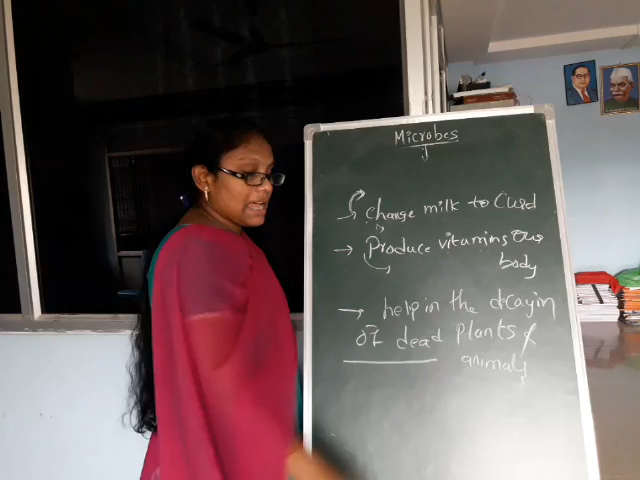 Microbes
→ change milk to Curd
→ Produce vitamins Our
body
→ help in the decayin
of dead plants &
animals